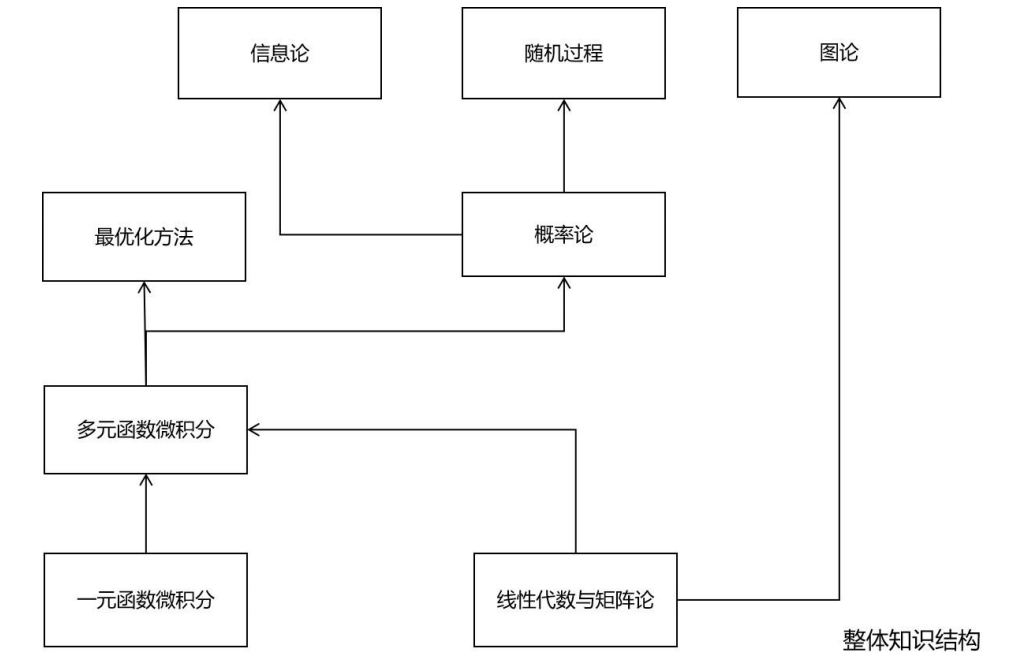 信息论
随机过程
图论
最优化方法
概率论
多元函数微积分
一元函数微积分
线性代数与矩阵论
整体知识结构